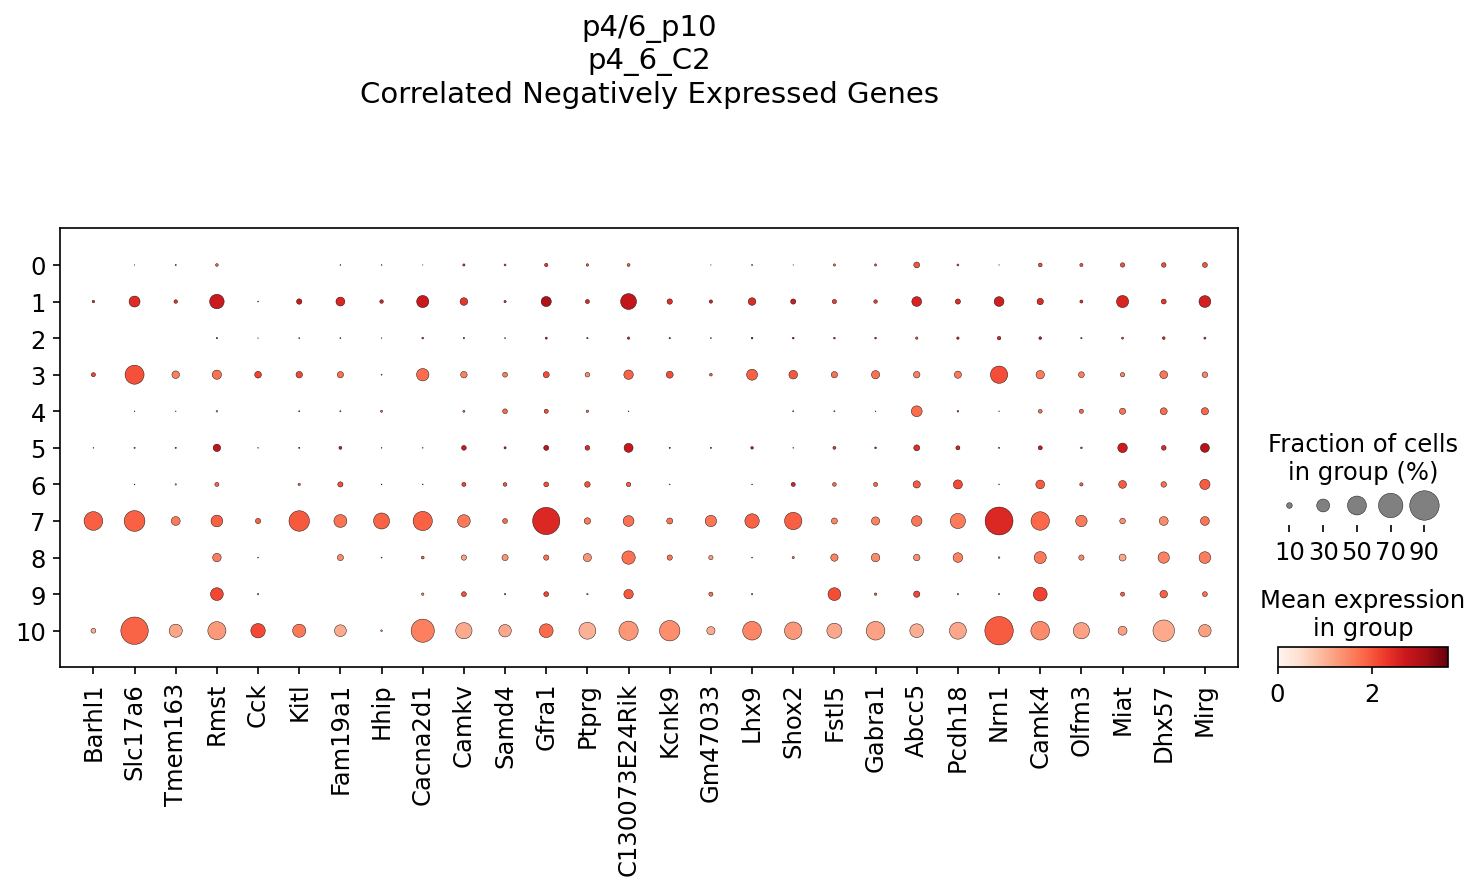 p4/6_p10
p4_6_C2
Correlated Negatively Expressed Genes
0
1
2
3
4
5
6
7
8
9
10
Barhl1
Slc17a6
Tmem163
Rmst
Cck
Kitl
Fam19a1
Hhip
Cacna2d1
Camkv
Samd4
Gfra1
Ptprg
C130073E24Rik
Kcnk9
Gm47033
Lhx9
Shox2
Fstl5
Gabra1
Abcc5
Pcdh18
Nrn1
Camk4
Olfm3
Miat
Dhx57
Mirg
Fraction of cells
in group (%)
10 30 50 70 90
Mean expression
in group
0 2